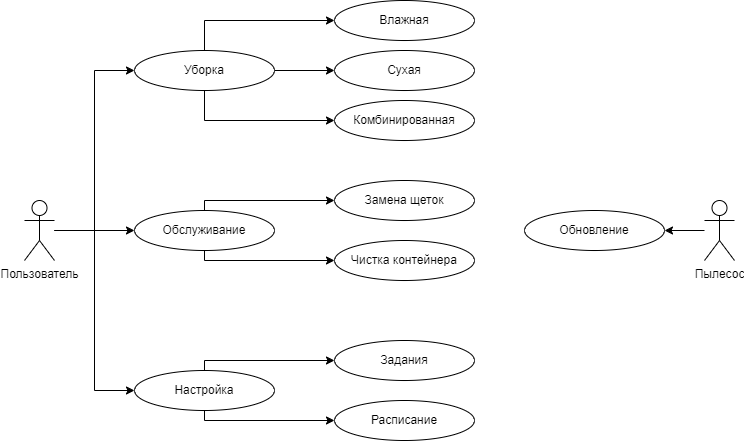 Влажная
Уборка
Сухая
Комбинированная
Замена щеток
Обслуживание
Обновление
Чистка контейнера
Пользователь
Пылесос
Задания
Настройка
Расписание